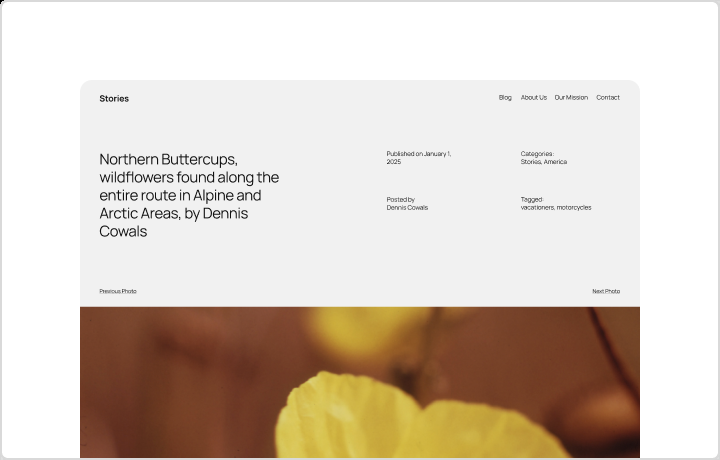 Stories
Blog About Us Our Mission Contact
Northern Buttercups,
wildflowers found along the
entire route in Alpine and
Arctic Areas, by Dennis
Cowals
Published on January 1,
2025
Categories:
Stories, America
Posted by
Dennis Cowals
Tagged:
vacationers, motorcycles
Previous Photo
Next Photo